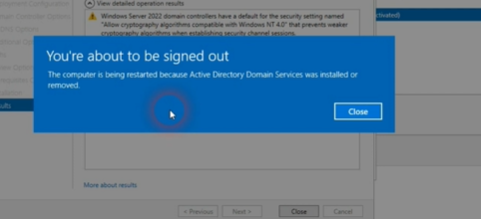 View detailed operation results
Windows Server 2022 domain controllers have a default for the security setting named
"Allow cryptography algorithms compatible with Windows NT 4.0" that prevents weaker
cryptography algorithms when establishing security channel sessions.
You're about to be signed out
The computer is being restarted because Active Directory Domain Services was installed or
removed.
Close
More about results
< Previous
Next >
Close
Cancel